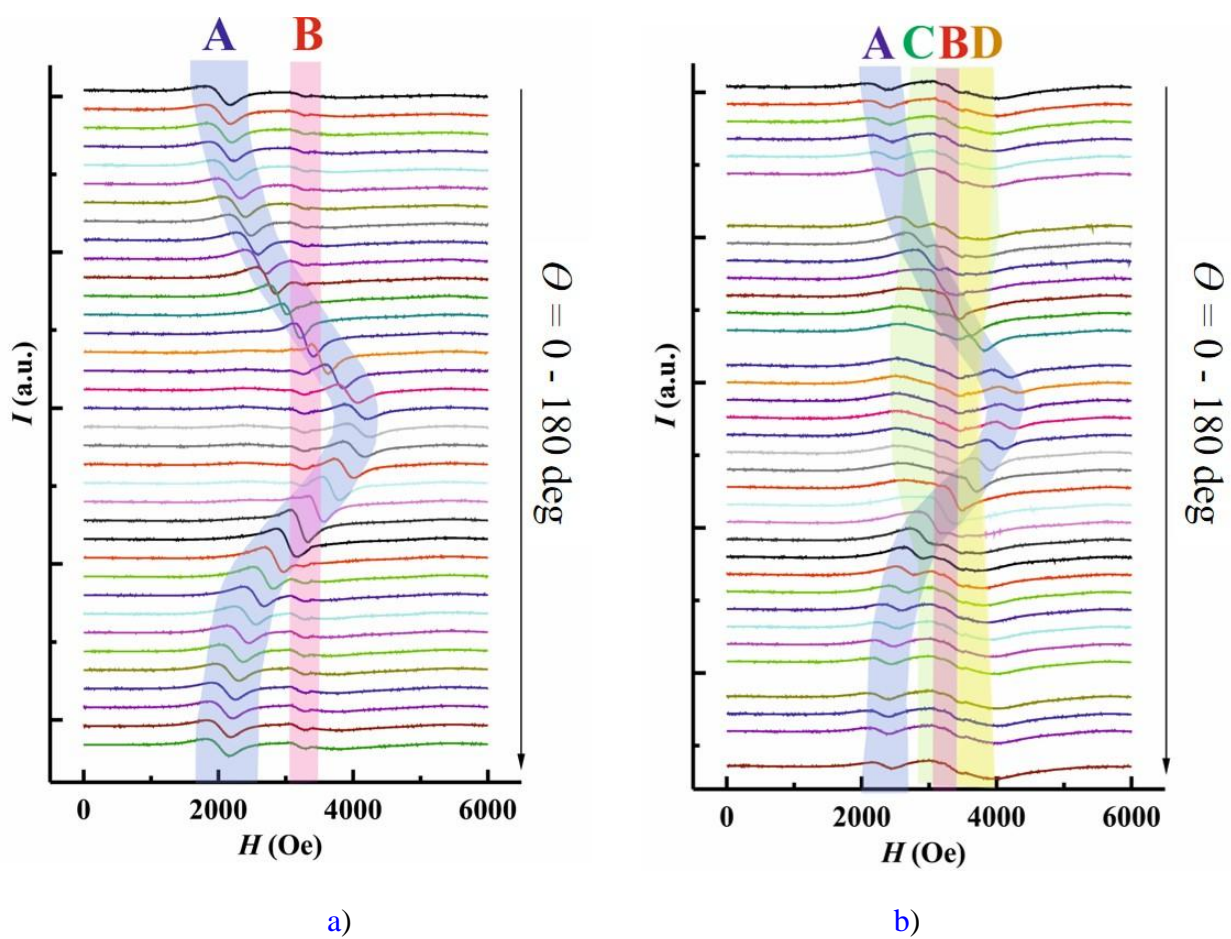 A B
I (a.u.)
Θ = 0 - 180 deg
0 2000 4000 6000
H (Oe)
a)
A C B D
Θ = 0 - 180 deg
0 2000 4000 6000
H (Oe)
b)